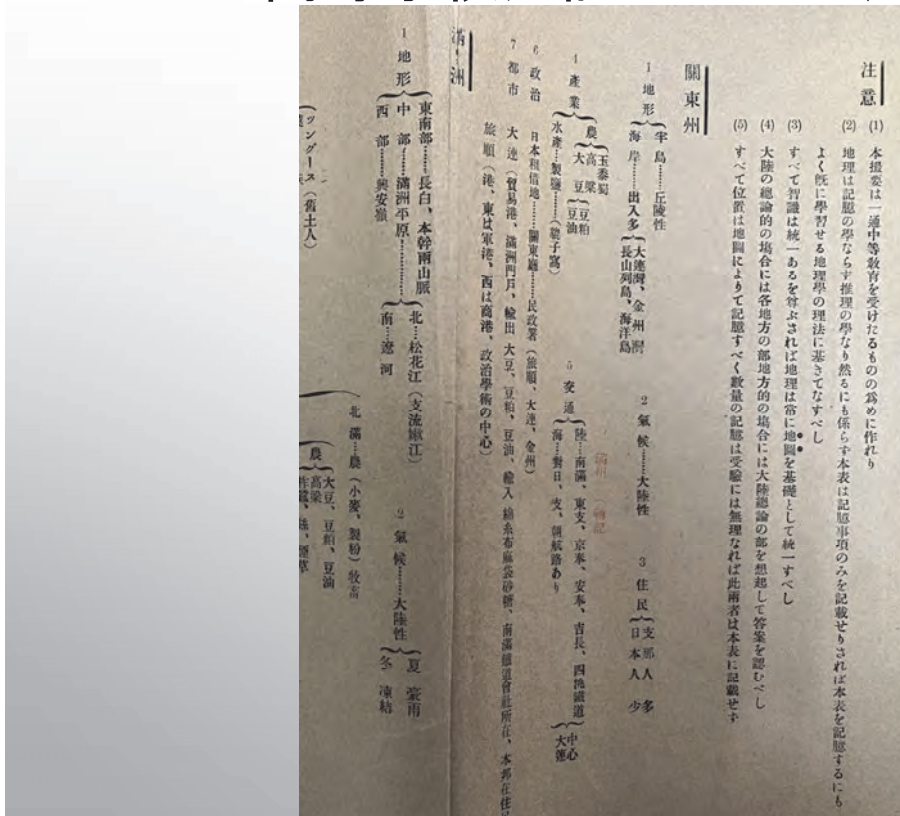 注意
(1) 本提要は一通中等敎育を受けたるものの爲めに作れり
(2) 地理は記憶の學ならず推理の學なり然るにも係らず本表は記憶事項のみを記載せりされば本表を記憶するにも
よく旣に學習せる地理學の理法に基きてなすべし
(3) すべて智識は統一あるを尊ぶされば地理は常に地圖を基礎として統一すべし
(4) 大陸の總論的の塲合には各地方の部地方的の塲合には大陸總論の部を想起して答案を認むべし
(5) すべて位置は地圖によりて記憶すべく數量の記憶は受驗には無理なれば此兩者は本表に記載せず
關東州
1 地形
半島……丘陵性
海岸……出入多
大連灣、金州灣
長山列島、海洋島
2 氣候……大陸性
3 住民
支那人 多
日本人 少
4 產業
農
玉蜀黍
高粱
大豆
豆粕
豆油
水產…製鹽……(貔子窩)
5 交通
陸…南滿、東支、京奉、安奉、吉長、四洮鐵道
海…對日、支、朝航路あり
中心
大連
6 政治 日本租借地……關東廳……民政署(旅順、大連、金州)
7 都市
大連(貿易港、滿洲門戶、輸出 大豆、豆粕、豆油、輸入 綿糸布麻袋砂糖、南滿鐵道會社所在、本邦在住
旅順(港、東は軍港、西は商港、政治學術の中心)
滿洲
1 地形
東南部……長白、本幹兩山脈
中部……滿洲平原
西部……興安嶺
北…松花江(支流嫩江)
南…遼河
2 氣候……大陸性
夏 豪雨
冬 凍結
北滿…農(小麥、製粉)牧畜
農
大豆、豆粕、豆油
高粱
柞蠶、絲、煙草
(ツングース(舊土人)